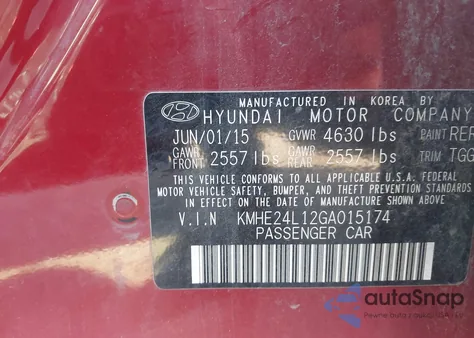 MANUFACTURED IN KOREA BY
HYUNDAI MOTOR COMPANY
JUN/01/15 GVWR 4630 lbs PAINT REF
GAWR FRONT 2557 lbs GAWR REAR 2557 lbs TRIM TGG
THIS VEHICLE CONFORMS TO ALL APPLICABLE U.S.A. FEDERAL
MOTOR VEHICLE SAFETY, BUMPER, AND THEFT PREVENTION STANDARDS
IN EFFECT ON THE DATE OF MANUFACTURE SHOWN ABOVE.
V.I.N KMHE24L12GA015174
PASSENGER CAR
autoSnap